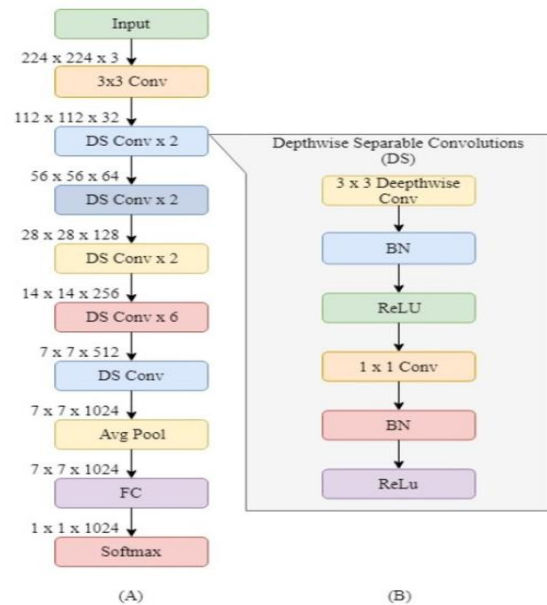 Input
224 x 224 x 3
3x3 Conv
112 x 112 x 32
DS Conv x 2
56 x 56 x 64
DS Conv x 2
28 x 28 x 128
DS Conv x 2
14 x 14 x 256
DS Conv x 6
7 x 7 x 512
DS Conv
7 x 7 x 1024
Avg Pool
7 x 7 x 1024
FC
1 x 1 x 1024
Softmax
(A)
Depthwise Separable Convolutions
(DS)
3 x 3 Deepthwise
Conv
BN
ReLU
1 x 1 Conv
BN
ReLu
(B)